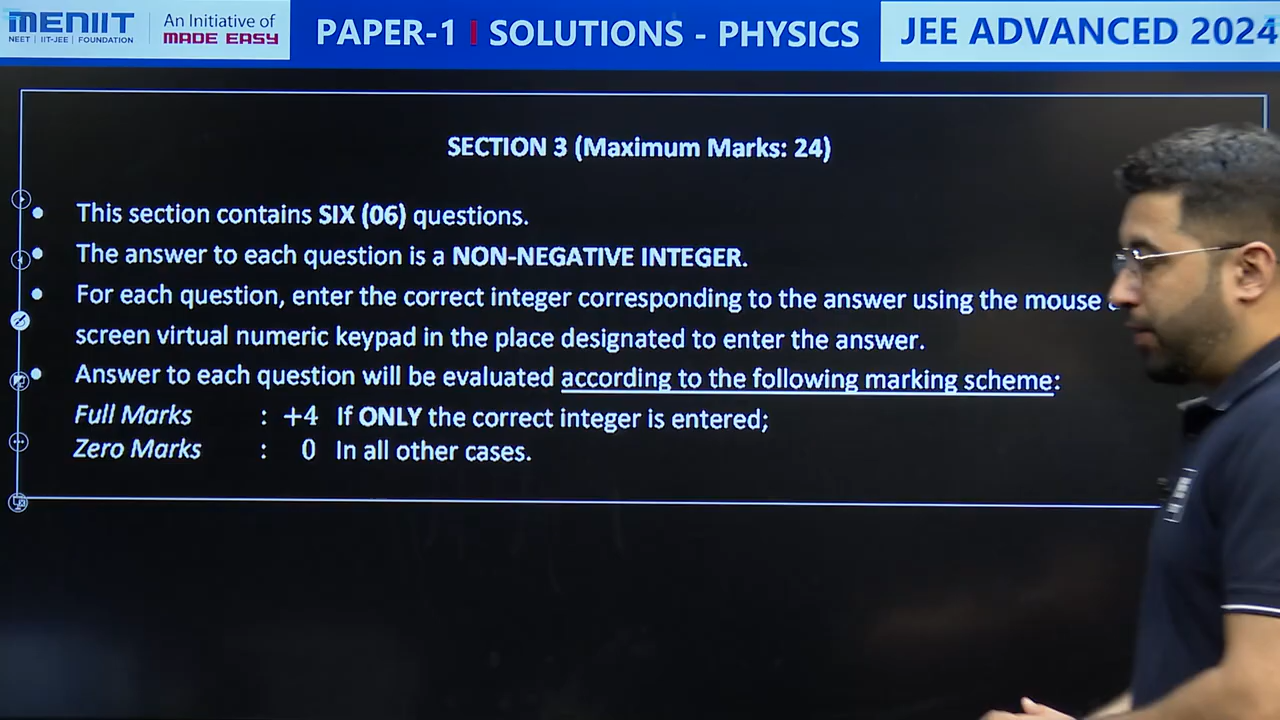 MENIIT
NEET | IIT-JEE | FOUNDATION
An Initiative of
MADE EASY
PAPER-1 | SOLUTIONS - PHYSICS
JEE ADVANCED 2024
SECTION 3 (Maximum Marks: 24)
• This section contains SIX (06) questions.
• The answer to each question is a NON-NEGATIVE INTEGER.
• For each question, enter the correct integer corresponding to the answer using the mouse
screen virtual numeric keypad in the place designated to enter the answer.
• Answer to each question will be evaluated according to the following marking scheme:
Full Marks : +4 If ONLY the correct integer is entered;
Zero Marks : 0 In all other cases.